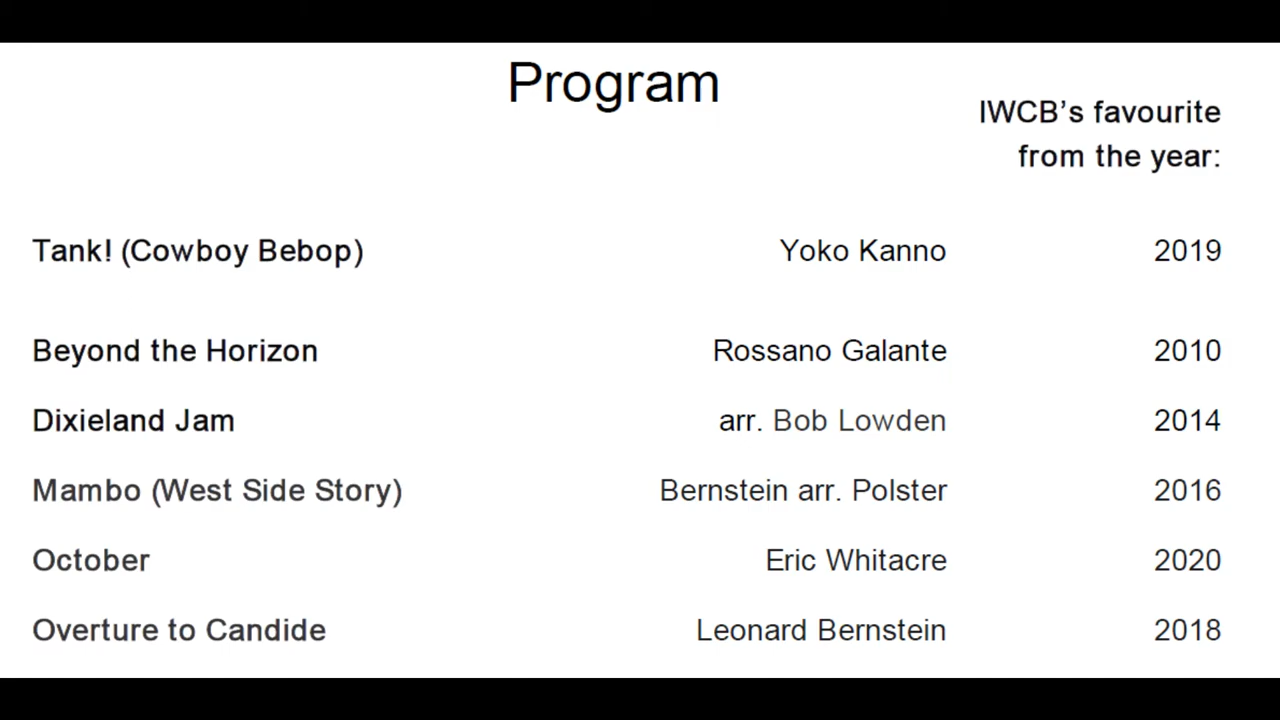 Program
IWCB's favourite
from the year:
Tank! (Cowboy Bebop) Yoko Kanno 2019
Beyond the Horizon Rossano Galante 2010
Dixieland Jam arr. Bob Lowden 2014
Mambo (West Side Story) Bernstein arr. Polster 2016
October Eric Whitacre 2020
Overture to Candide Leonard Bernstein 2018